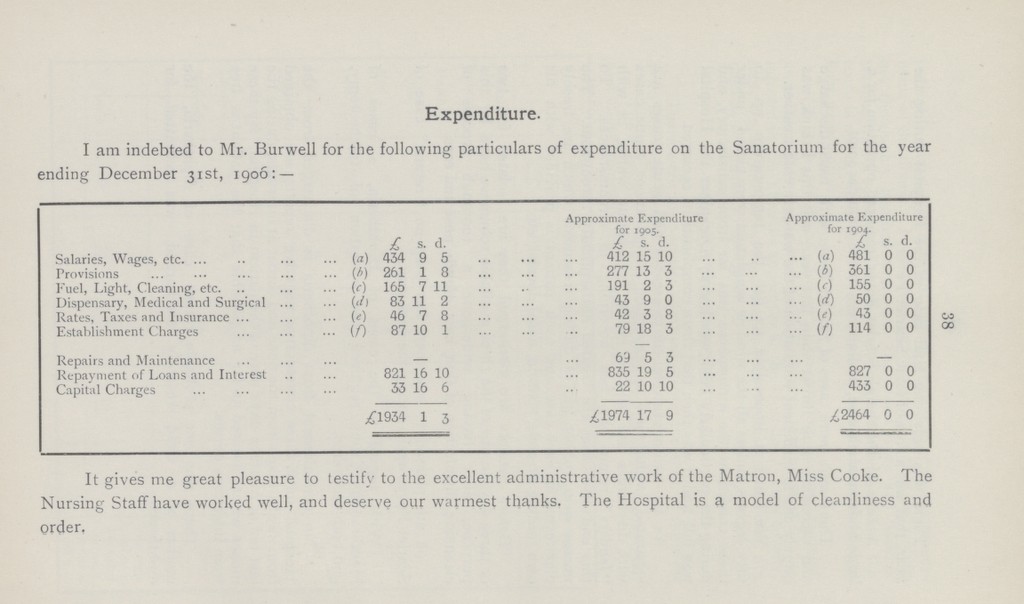 Expenditure.
I am indebted to Mr. Burwell for the following particulars of expenditure on the Sanatorium for the year
ending December 31st, 1906:—
Approximate Expenditure for 1905. Approximate Expenditure for 1904.
£ s. d. £ s. d. £ s. d.
Salaries, Wages, etc. ... .. ... ... (a) 434 9 5 ... ... ... 412 15 10 ... .. ... (a) 481 0 0
Provisions ... ... ... ... ... (b) 261 1 8 ... ... ... 277 13 3 ... ... ... (b) 361 0 0
Fuel, Light, Cleaning, etc. .. ... ... (c) 165 7 11 ... .. ... 191 2 3 ... ... ... (c) 155 0 0
Dispensary, Medical and Surgical ... ... (d) 83 11 2 ... ... ... 43 9 0 ... ... ... (d) 50 0 0
Rates, Taxes and Insurance ... ... ... (e) 46 7 8 ... ... ... 42 3 8 ... ... ... (e) 43 0 0
Establishment Charges ... ... ... (f) 87 10 1 ... ... .. 79 18 3 ... ... ... (f) 114 0 0
Repairs and Maintenance .. ... ... — ... 69 5 3 ... ... ... —
Repayment of Loans and Interest .. ... 821 16 10 ... 835 19 5 ... ... ... 827 0 0
Capital Charges ... ... ... ... 33 16 6 .. 22 10 10 ... ... ... 433 0 0
£1934 1 3 £1974 17 9 £2464 0 0
It gives me great pleasure to testify to the excellent administrative work of the Matron, Miss Cooke. The
Nursing Staff have worked well, and deserve our warmest thanks. The Hospital is a model of cleanliness and
order.
38